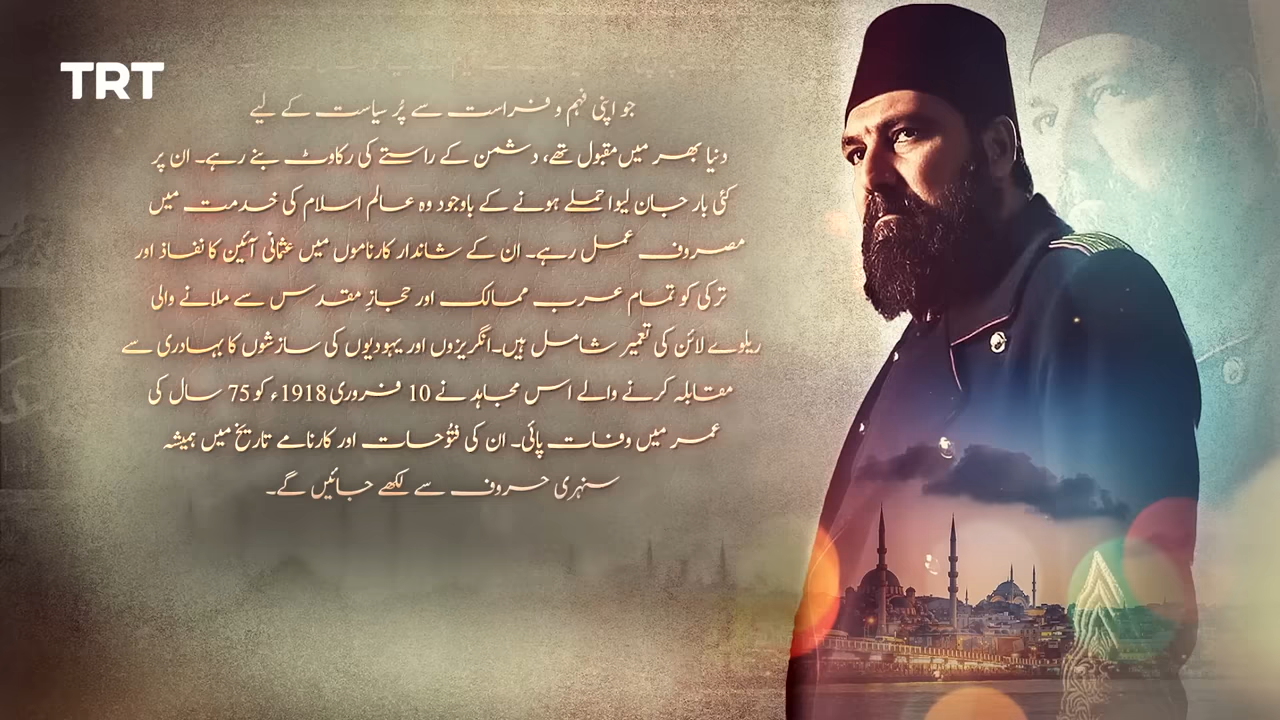 TRT
جو اپنی فہم و فراست سے پُر سیاست کے لیے
دنیا بھر میں مقبول تھے، دشمن کے راستے کی رکاوٹ بنے رہے۔ ان پر
کئی بار جان لیوا حملے ہونے کے باوجود وہ عالم اسلام کی خدمت میں
مصروف عمل رہے۔ ان کے شاندار کارناموں میں عثمانی آئین کا نفاذ اور
ترکی کو تمام عرب ممالک اور حجازِ مقدس سے ملانے والی
ریلوے لائن کی تعمیر شامل ہیں۔انگریزوں اور یہودیوں کی سازشوں کا بہادری سے
مقابلہ کرنے والے اس مجاہد نے 10 فروری 1918ء کو 75 سال کی
عمر میں وفات پائی۔ ان کی فتُوحات اور کارنامے تاریخ میں ہمیشہ
سنہری حروف سے لکھے جائیں گے۔